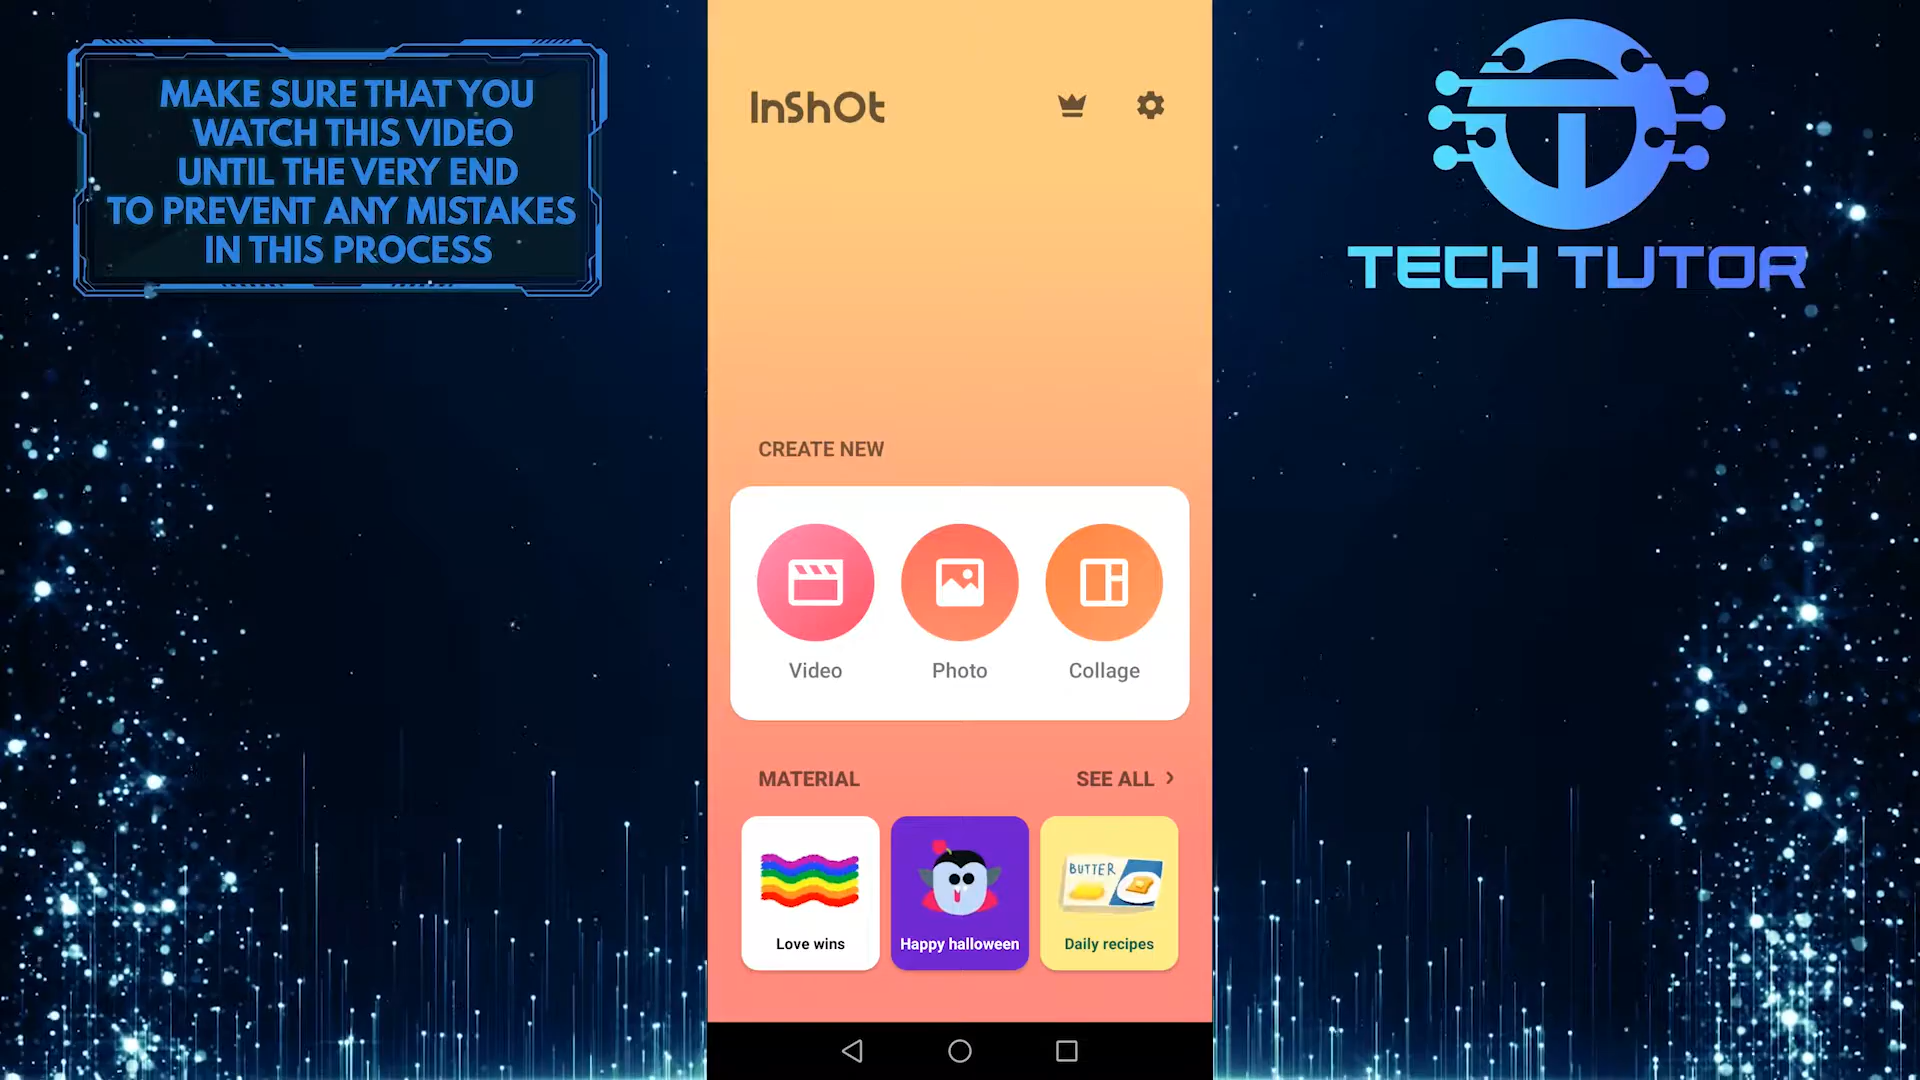 MAKE SURE THAT YOU
WATCH THIS VIDEO
UNTIL THE VERY END
TO PREVENT ANY MISTAKES
IN THIS PROCESS
InShOt
TECH TUTOR
CREATE NEW
Video
Photo
Collage
MATERIAL
SEE ALL >
Love wins
Happy halloween
BUTTER
Daily recipes